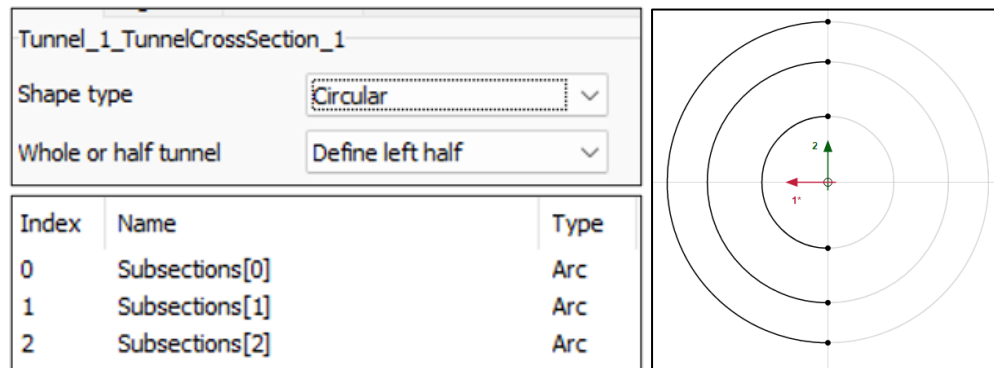 Tunnel_1_TunnelCrossSection_1
Shape type Circular
Whole or half tunnel Define left half
Index Name Type
0 Subsections[0] Arc
1 Subsections[1] Arc
2 Subsections[2] Arc
2
1*